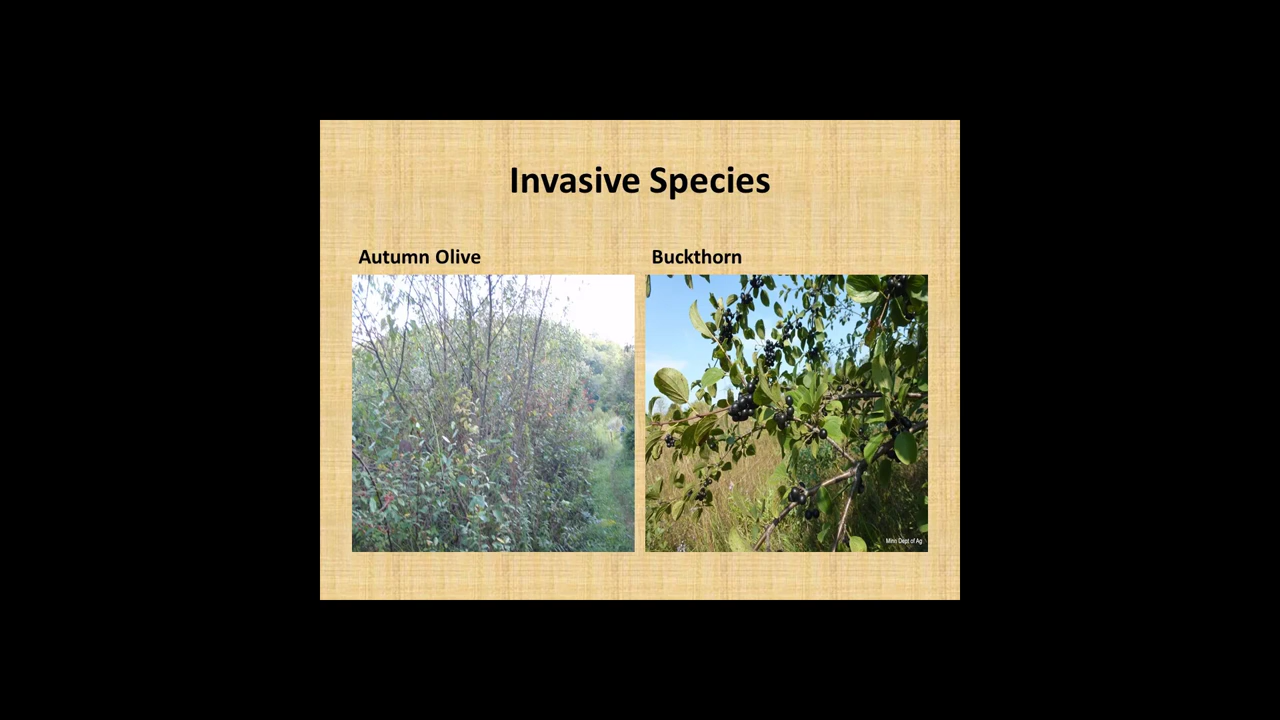 Invasive Species
Autumn Olive
Buckthorn
Minn Dept of Ag